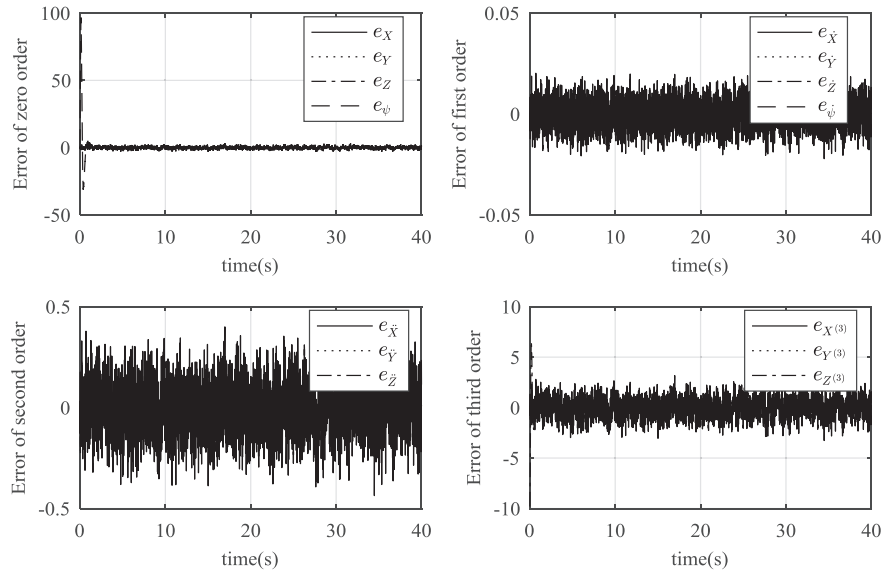 100
50
0
-50
Error of zero order
0
10
20
30
40
time(s)
e_X
e_Y
e_Z
e_ψ
0.05
0
-0.05
Error of first order
0
10
20
30
40
time(s)
e_Ẋ
e_Ẏ
e_Ż
e_ψ̇
0.5
0
-0.5
Error of second order
0
10
20
30
40
time(s)
e_Ẍ
e_Ÿ
e_Z̈
10
5
0
-5
-10
Error of third order
0
10
20
30
40
time(s)
e_X(3)
e_Y(3)
e_Z(3)